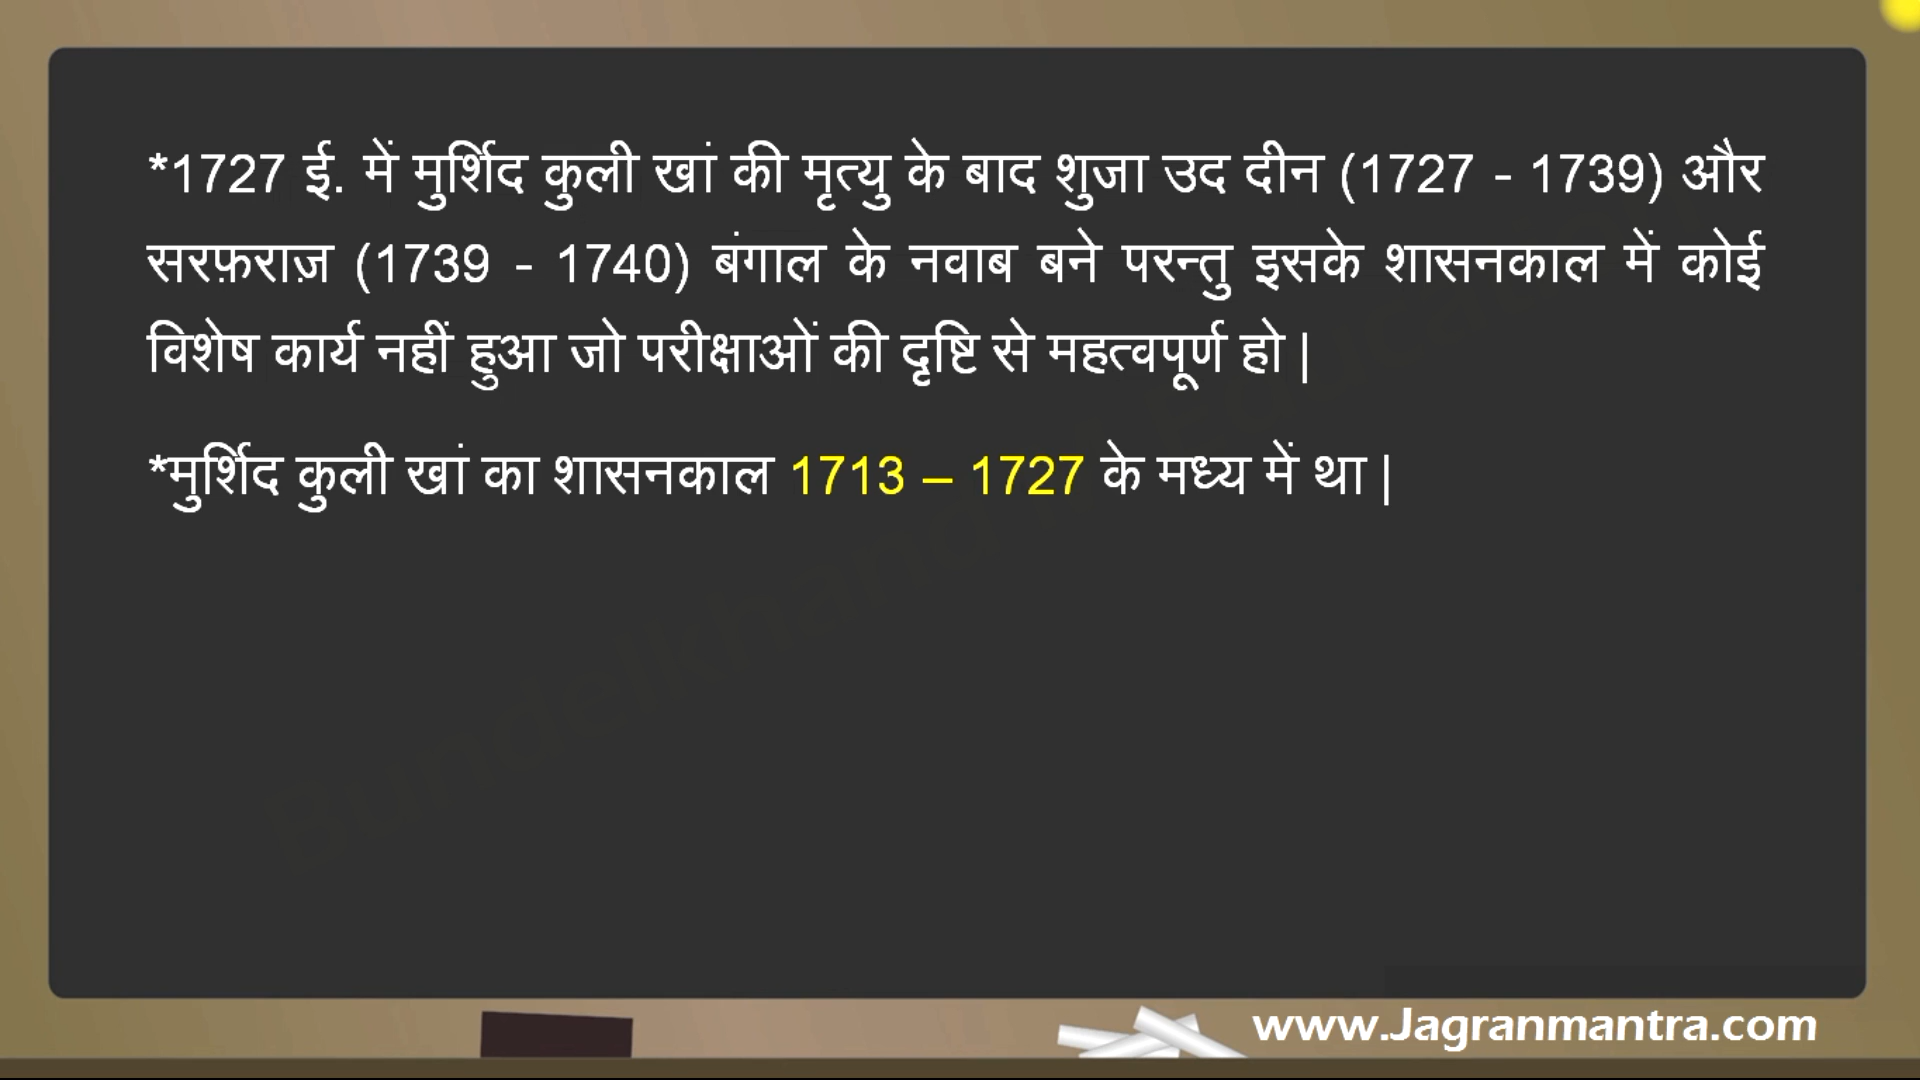 *1727 ई. में मुर्शिद कुली खां की मृत्यु के बाद शुजा उद दीन (1727 - 1739) और
सरफ़राज़ (1739 - 1740) बंगाल के नवाब बने परन्तु इसके शासनकाल में कोई
विशेष कार्य नहीं हुआ जो परीक्षाओं की दृष्टि से महत्वपूर्ण हो |
*मुर्शिद कुली खां का शासनकाल 1713 – 1727 के मध्य में था |
Bundelkhand
www.Jagranmantra.com